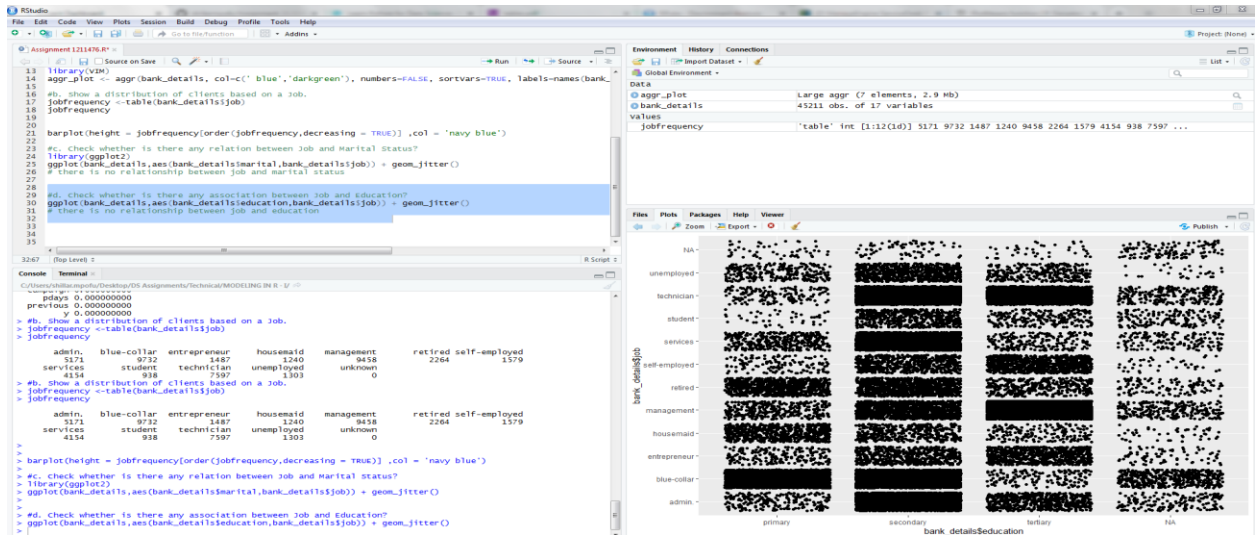 RStudio
File Edit Code View Plots Session Build Debug Profile Tools Help
Go to file/function Addins
Project: (None)
Assignment 1211476.R*
Source on Save Run Source
13 library(VIM)
14 aggr_plot <- aggr(bank_details, col=c(' blue','darkgreen'), numbers=FALSE, sortVars=TRUE, labels=names(bank_
15
16 #b. Show a distribution of clients based on a Job.
17 jobfrequency <-table(bank_details$job)
18 jobfrequency
19
20
21 barplot(height = jobfrequency[order(jobfrequency,decreasing = TRUE)] ,col = 'navy blue')
22
23 #c. Check whether is there any relation between Job and Marital Status?
24 library(ggplot2)
25 ggplot(bank_details,aes(bank_details$marital,bank_details$job)) + geom_jitter()
26 # there is no relationship between job and marital status
27
28
29 #d. Check whether is there any association between Job and Education?
30 ggplot(bank_details,aes(bank_details$education,bank_details$job)) + geom_jitter()
31 # there is no relationship between job and education
32
33
34
35
32:67 (Top Level) R Script
Console Terminal
C:/Users/shillar.mpofu/Desktop/DS Assignments/Technical/MODELING IN R - I/
pdays 0.000000000
previous 0.000000000
y 0.000000000
> #b. Show a distribution of clients based on a Job.
> jobfrequency <-table(bank_details$job)
> jobfrequency
admin. blue-collar entrepreneur housemaid management retired self-employed
5171 9732 1487 1240 9458 2264 1579
services student technician unemployed unknown
4154 938 7597 1303 0
> #b. Show a distribution of clients based on a Job.
> jobfrequency <-table(bank_details$job)
> jobfrequency
admin. blue-collar entrepreneur housemaid management retired self-employed
5171 9732 1487 1240 9458 2264 1579
services student technician unemployed unknown
4154 938 7597 1303 0
>
>
> barplot(height = jobfrequency[order(jobfrequency,decreasing = TRUE)] ,col = 'navy blue')
>
> #c. Check whether is there any relation between Job and Marital Status?
> library(ggplot2)
> ggplot(bank_details,aes(bank_details$marital,bank_details$job)) + geom_jitter()
>
>
> #d. Check whether is there any association between Job and Education?
> ggplot(bank_details,aes(bank_details$education,bank_details$job)) + geom_jitter()
>
Environment History Connections
Import Dataset List
Global Environment
Data
aggr_plot Large aggr (7 elements, 2.9 Mb)
bank_details 45211 obs. of 17 variables
values
jobfrequency 'table' int [1:12(1d)] 5171 9732 1487 1240 9458 2264 1579 4154 938 7597 ...
Files Plots Packages Help Viewer
Zoom Export Publish
NA
unemployed
technician
student
services
self-employed
retired
management
housemaid
entrepreneur
blue-collar
admin.
bank_details$job
primary secondary tertiary NA
bank_details$education